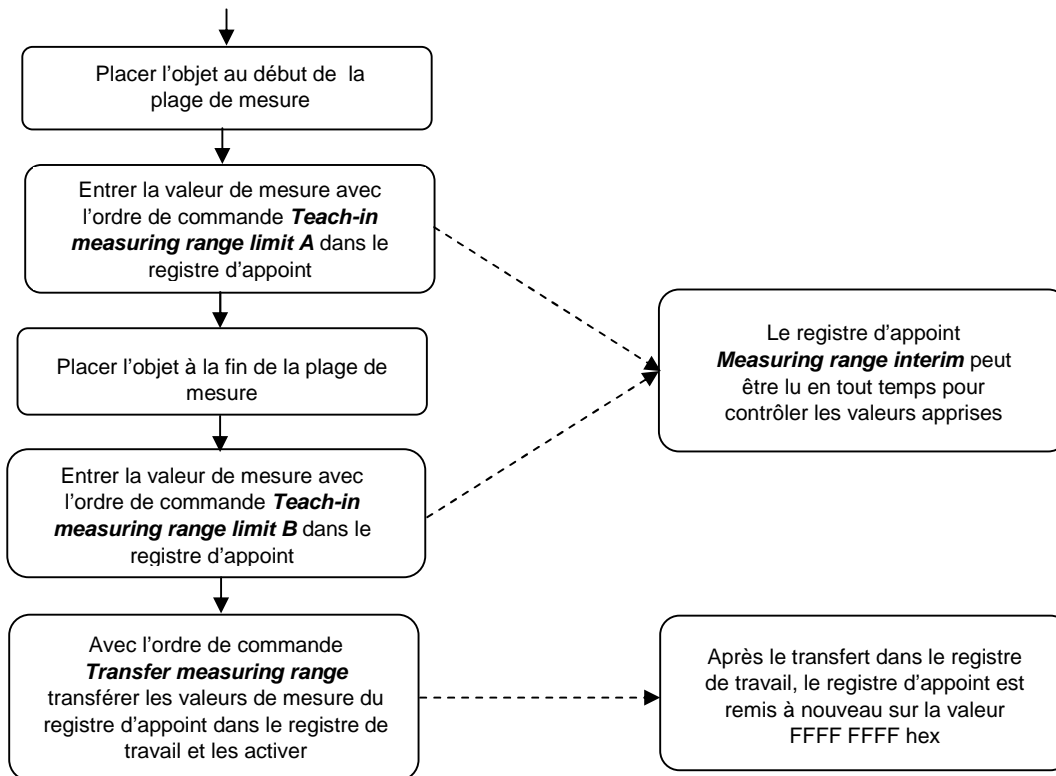 Placer l'objet au début de la
plage de mesure
Entrer la valeur de mesure avec
l'ordre de commande Teach-in
measuring range limit A dans le
registre d'appoint
Placer l'objet à la fin de la plage de
mesure
Entrer la valeur de mesure avec
l'ordre de commande Teach-in
measuring range limit B dans le
registre d'appoint
Avec l'ordre de commande
Transfer measuring range
transférer les valeurs de mesure du
registre d'appoint dans le registre de
travail et les activer
Le registre d'appoint
Measuring range interim peut
être lu en tout temps pour
contrôler les valeurs apprises
Après le transfert dans le registre
de travail, le registre d'appoint est
remis à nouveau sur la valeur
FFFF FFFF hex